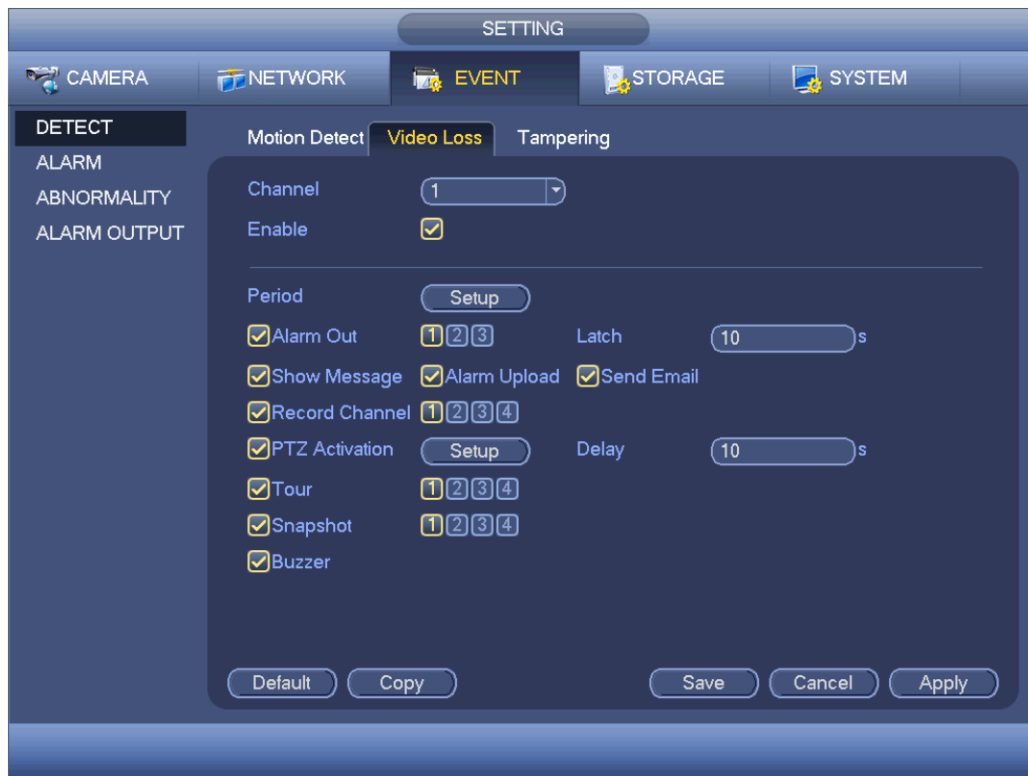 SETTING
CAMERA NETWORK EVENT STORAGE SYSTEM
DETECT
ALARM
ABNORMALITY
ALARM OUTPUT
Motion Detect Video Loss Tampering
Channel 1
Enable
Period Setup
Alarm Out 1 2 3 Latch 10 s
Show Message Alarm Upload Send Email
Record Channel 1 2 3 4
PTZ Activation Setup Delay 10 s
Tour 1 2 3 4
Snapshot 1 2 3 4
Buzzer
Default Copy Save Cancel Apply